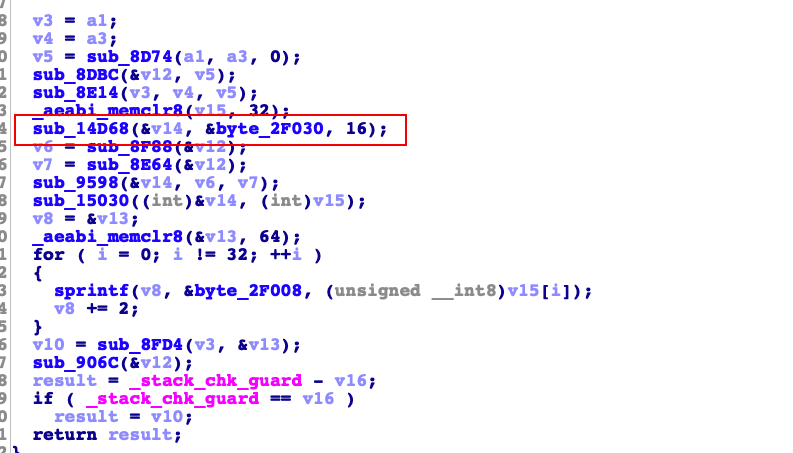 8 v3 = a1;
9 v4 = a3;
0 v5 = sub_8D74(a1, a3, 0);
1 sub_8DBC(&v12, v5);
2 sub_8E14(v3, v4, v5);
3 _aeabi_memclr8(v15, 32);
4 sub_14D68(&v14, &byte_2F030, 16);
5 v6 = sub_8F88(&v12);
6 v7 = sub_8E64(&v12);
7 sub_9598(&v14, v6, v7);
8 sub_15030((int)&v14, (int)v15);
9 v8 = &v13;
0 _aeabi_memclr8(&v13, 64);
1 for ( i = 0; i != 32; ++i )
2 {
3 sprintf(v8, &byte_2F008, (unsigned __int8)v15[i]);
4 v8 += 2;
5 }
6 v10 = sub_8FD4(v3, &v13);
7 sub_906C(&v12);
8 result = _stack_chk_guard - v16;
9 if ( _stack_chk_guard == v16 )
0 result = v10;
1 return result;